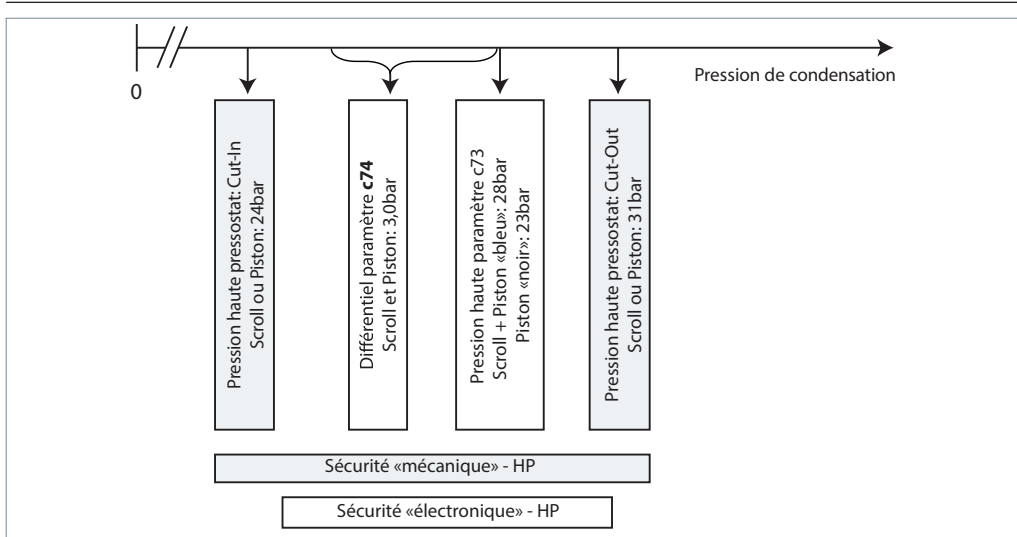 0
Pression de condensation
Pression haute pressostat: Cut-In
Scroll ou Piston: 24bar
Différentiel paramètre c74
Scroll et Piston: 3,0bar
Pression haute paramètre c73
Scroll + Piston «bleu»: 28bar
Piston «noir»: 23bar
Pression haute pressostat: Cut-Out
Scroll ou Piston: 31bar
Sécurité «mécanique» - HP
Sécurité «électronique» - HP